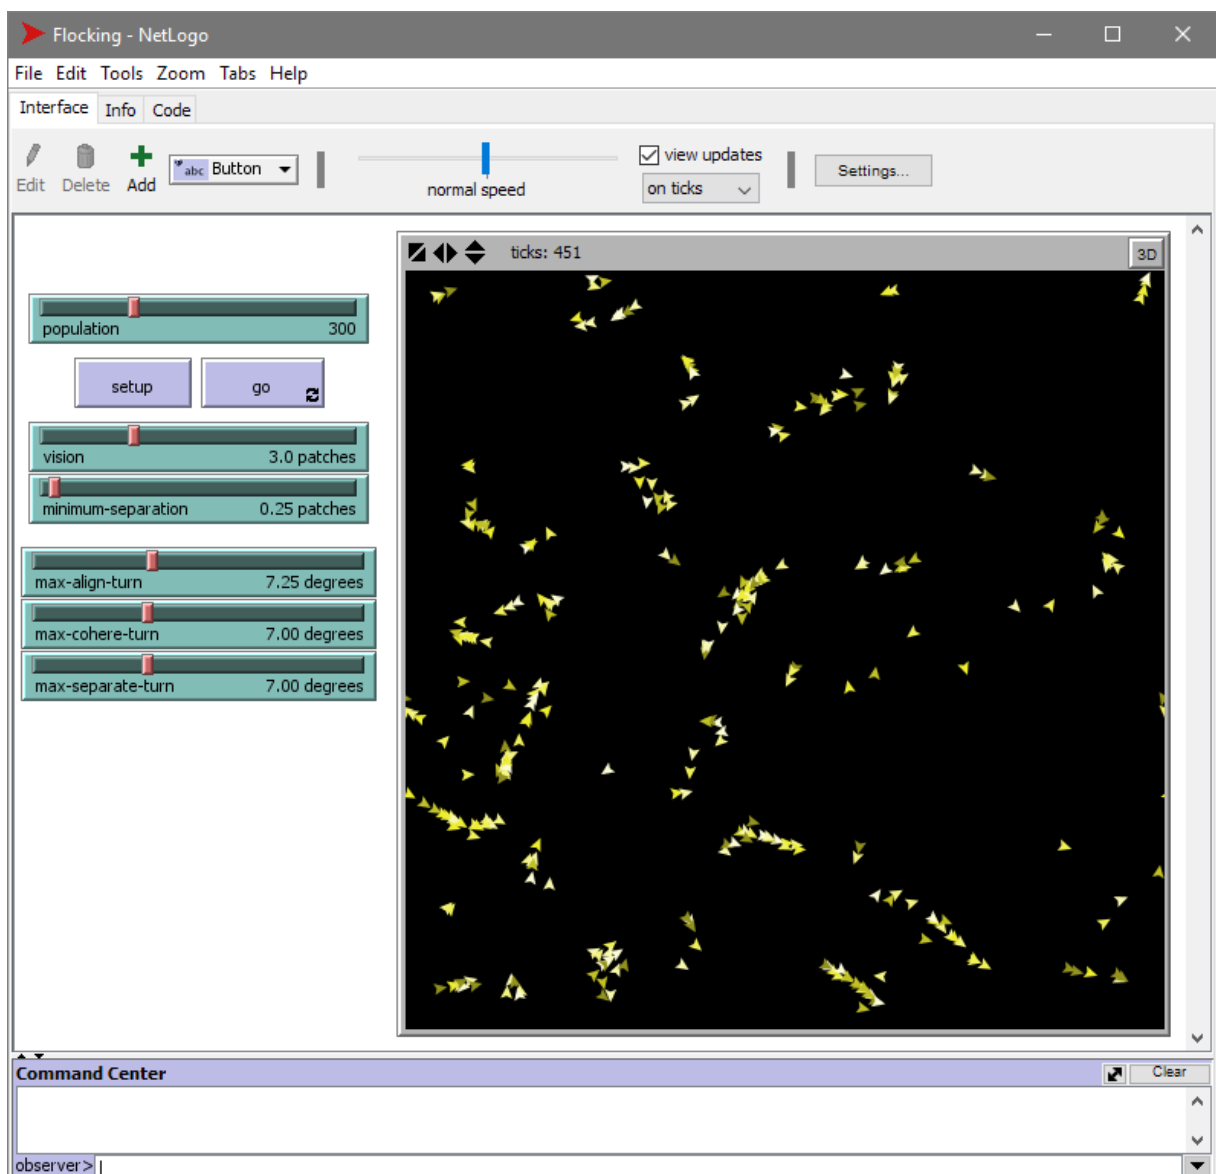 Flocking - NetLogo
File Edit Tools Zoom Tabs Help
Interface Info Code
Edit Delete Add abc Button normal speed view updates on ticks Settings...
ticks: 451 3D
population 300
setup go
vision 3.0 patches
minimum-separation 0.25 patches
max-align-turn 7.25 degrees
max-cohere-turn 7.00 degrees
max-separate-turn 7.00 degrees
Command Center Clear
observer>